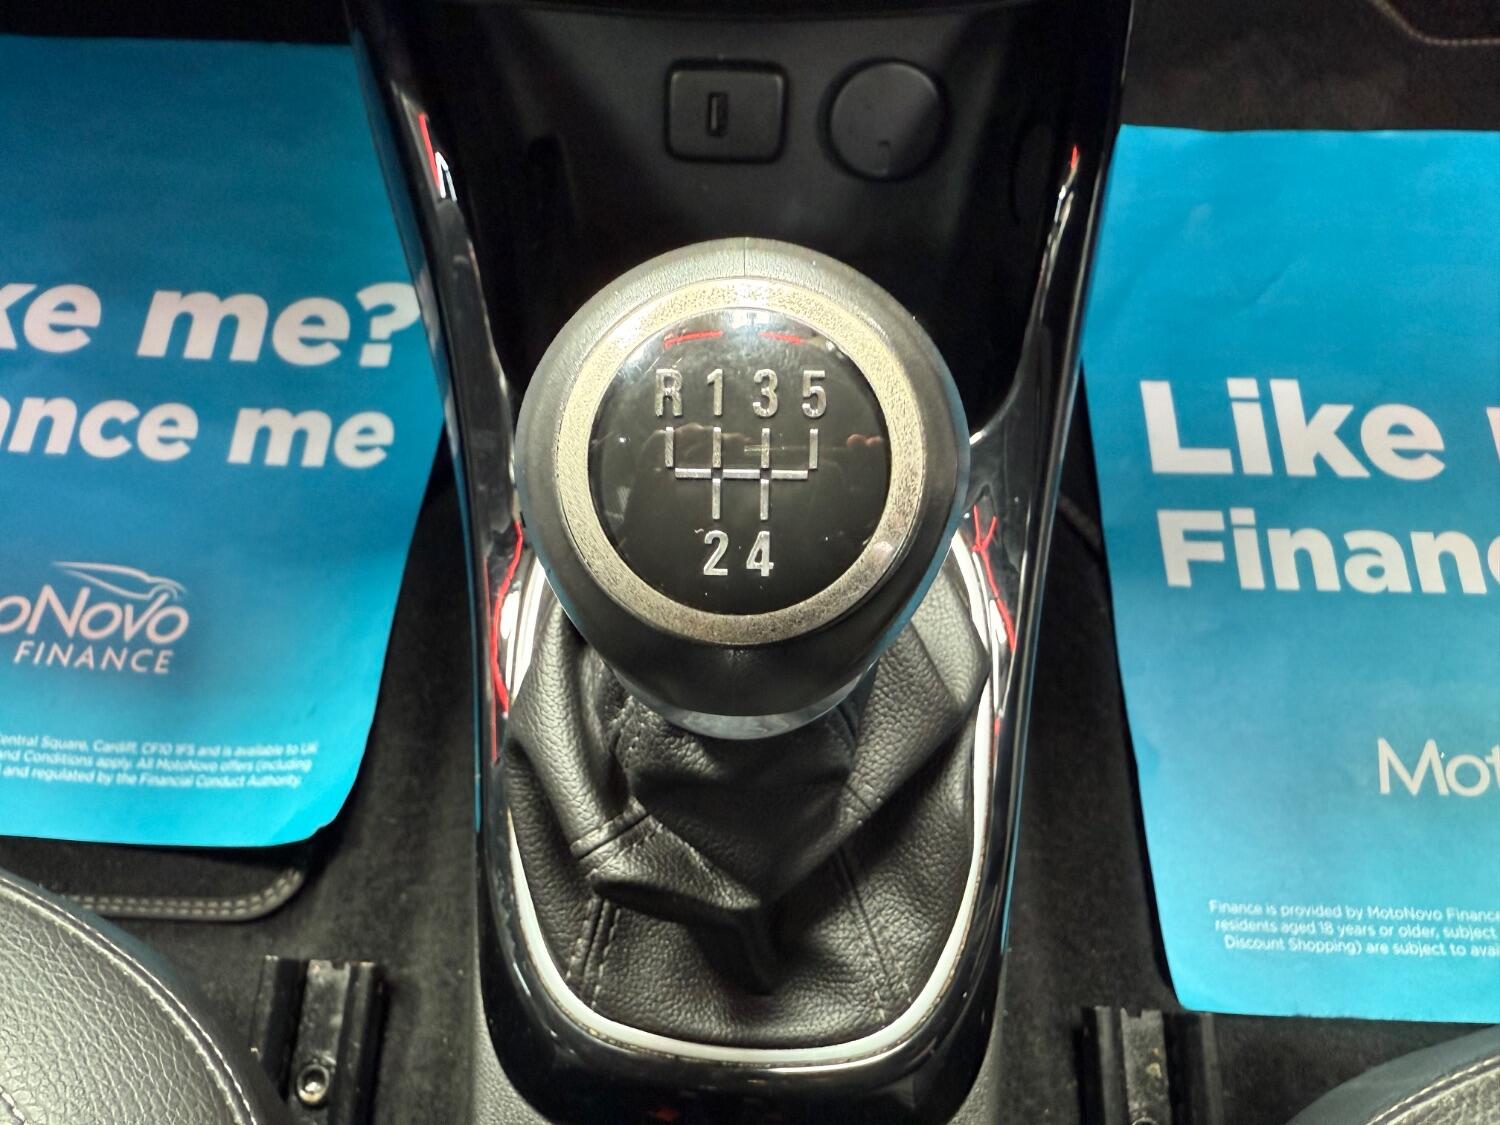 ke me?
ance me
oNovo
FINANCE
entral Square, Cardiff, CF10 1FS and is available to UK
and Conditions apply. All MotoNovo offers (including
and regulated by the Financial Conduct Authority.
R 1 3 5
2 4
Like
Financ
Mot
Finance is provided by MotoNovo Finance
residents aged 18 years or older, subject
Discount Shopping) are subject to avai